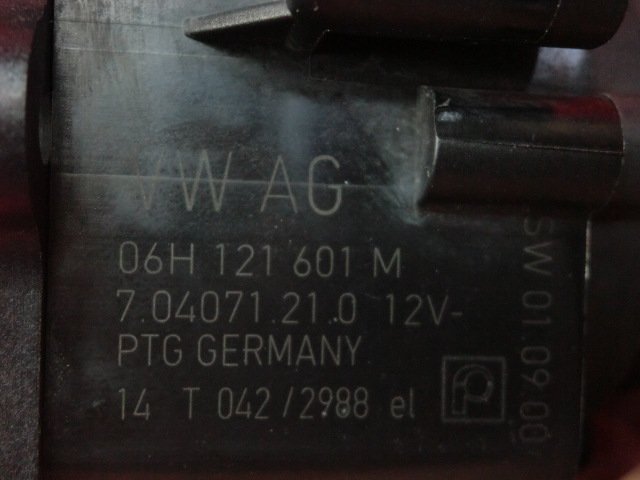 VW AG
06H 121 601 M
7.04071.21.0 12V-
PTG GERMANY
14 T 042/2988 el
SW 01.09.00